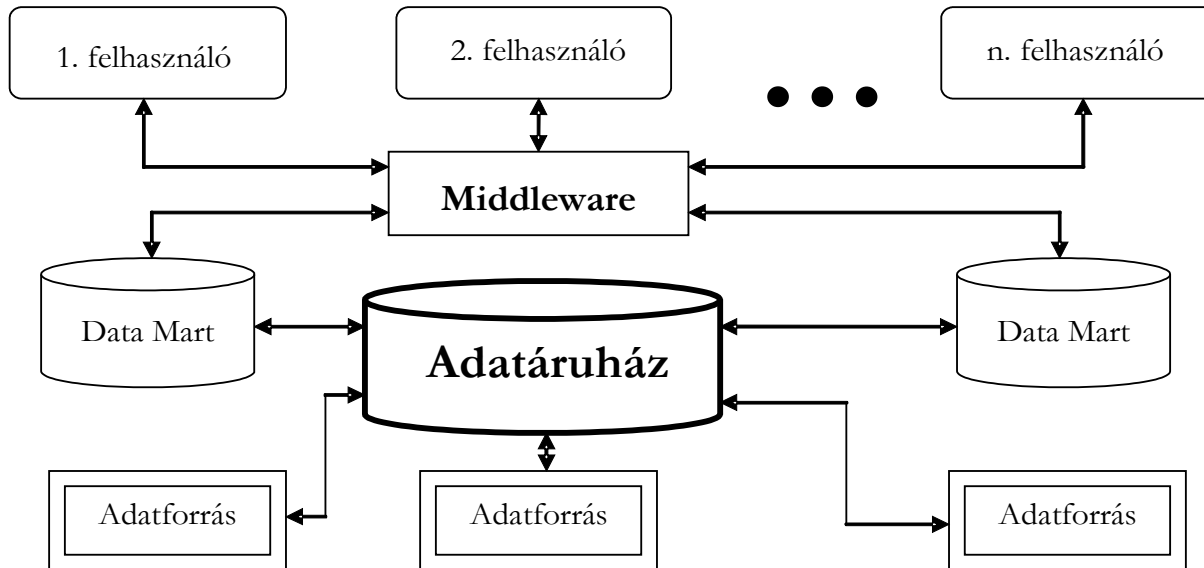 1. felhasználó
2. felhasználó
n. felhasználó
Middleware
Data Mart
Adatáruház
Data Mart
Adatforrás
Adatforrás
Adatforrás